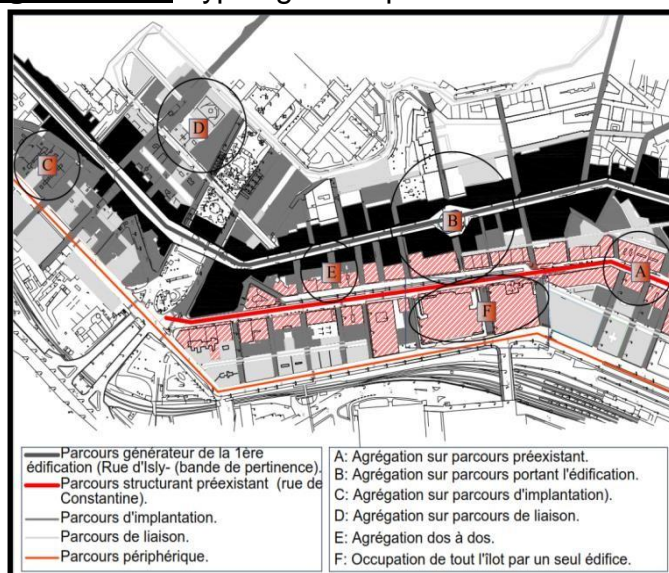 D
C
B
E
A
F
Parcours générateur de la 1ère
édification (Rue d'Isly- (bande de pertinence).
Parcours structurant préexistant (rue de
Constantine).
Parcours d'implantation.
Parcours de liaison.
Parcours périphérique.
A: Agrégation sur parcours préexistant.
B: Agrégation sur parcours portant l'édification.
C: Agrégation sur parcours d'implantation).
D: Agrégation sur parcours de liaison.
E: Agrégation dos à dos.
F: Occupation de tout l'îlot par un seul édifice.